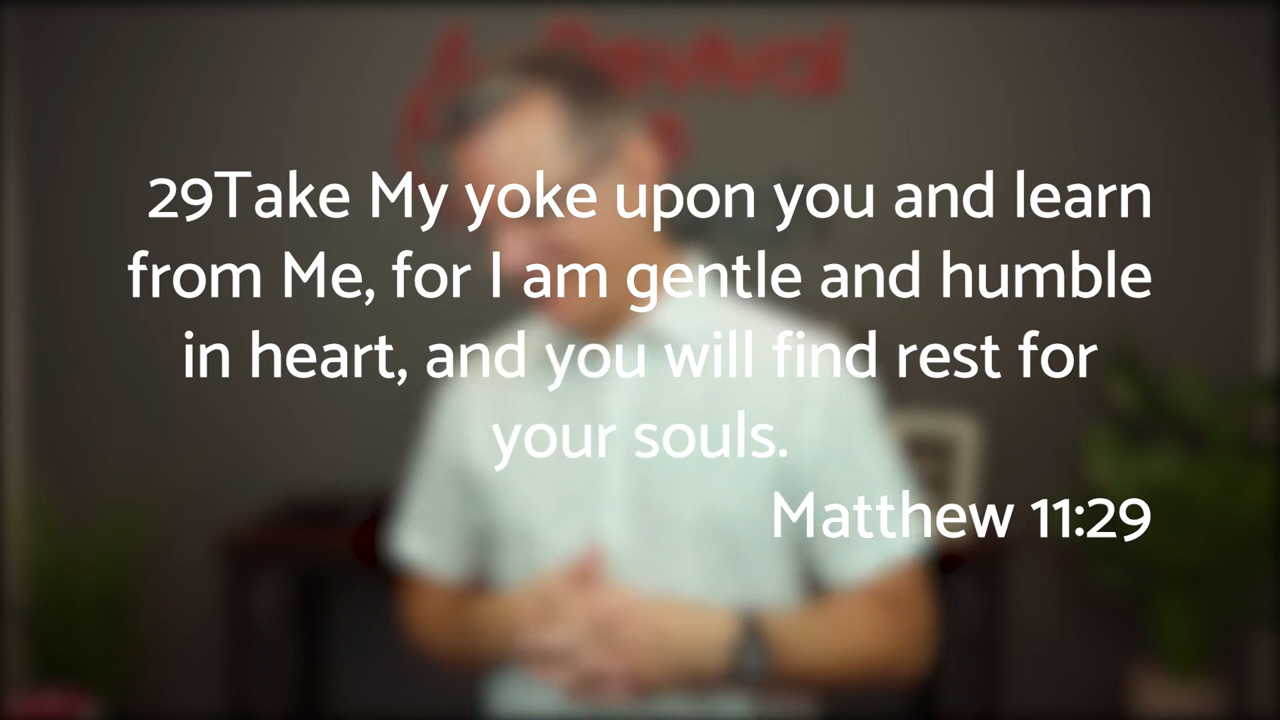 Revival
29Take My yoke upon you and learn
from Me, for I am gentle and humble
in heart, and you will find rest for
your souls.
Matthew 11:29